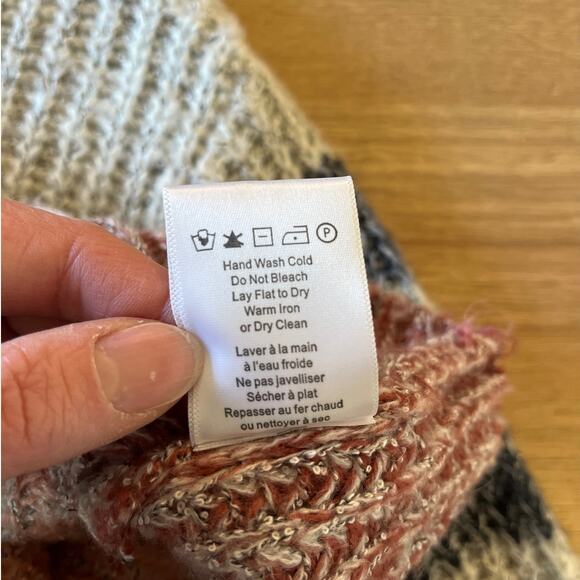 P
Hand Wash Cold
Do Not Bleach
Lay Flat to Dry
Warm Iron
or Dry Clean
Laver à la main
à l'eau froide
Ne pas javelliser
Sécher à plat
Repasser au fer chaud
ou nettoyer à sec